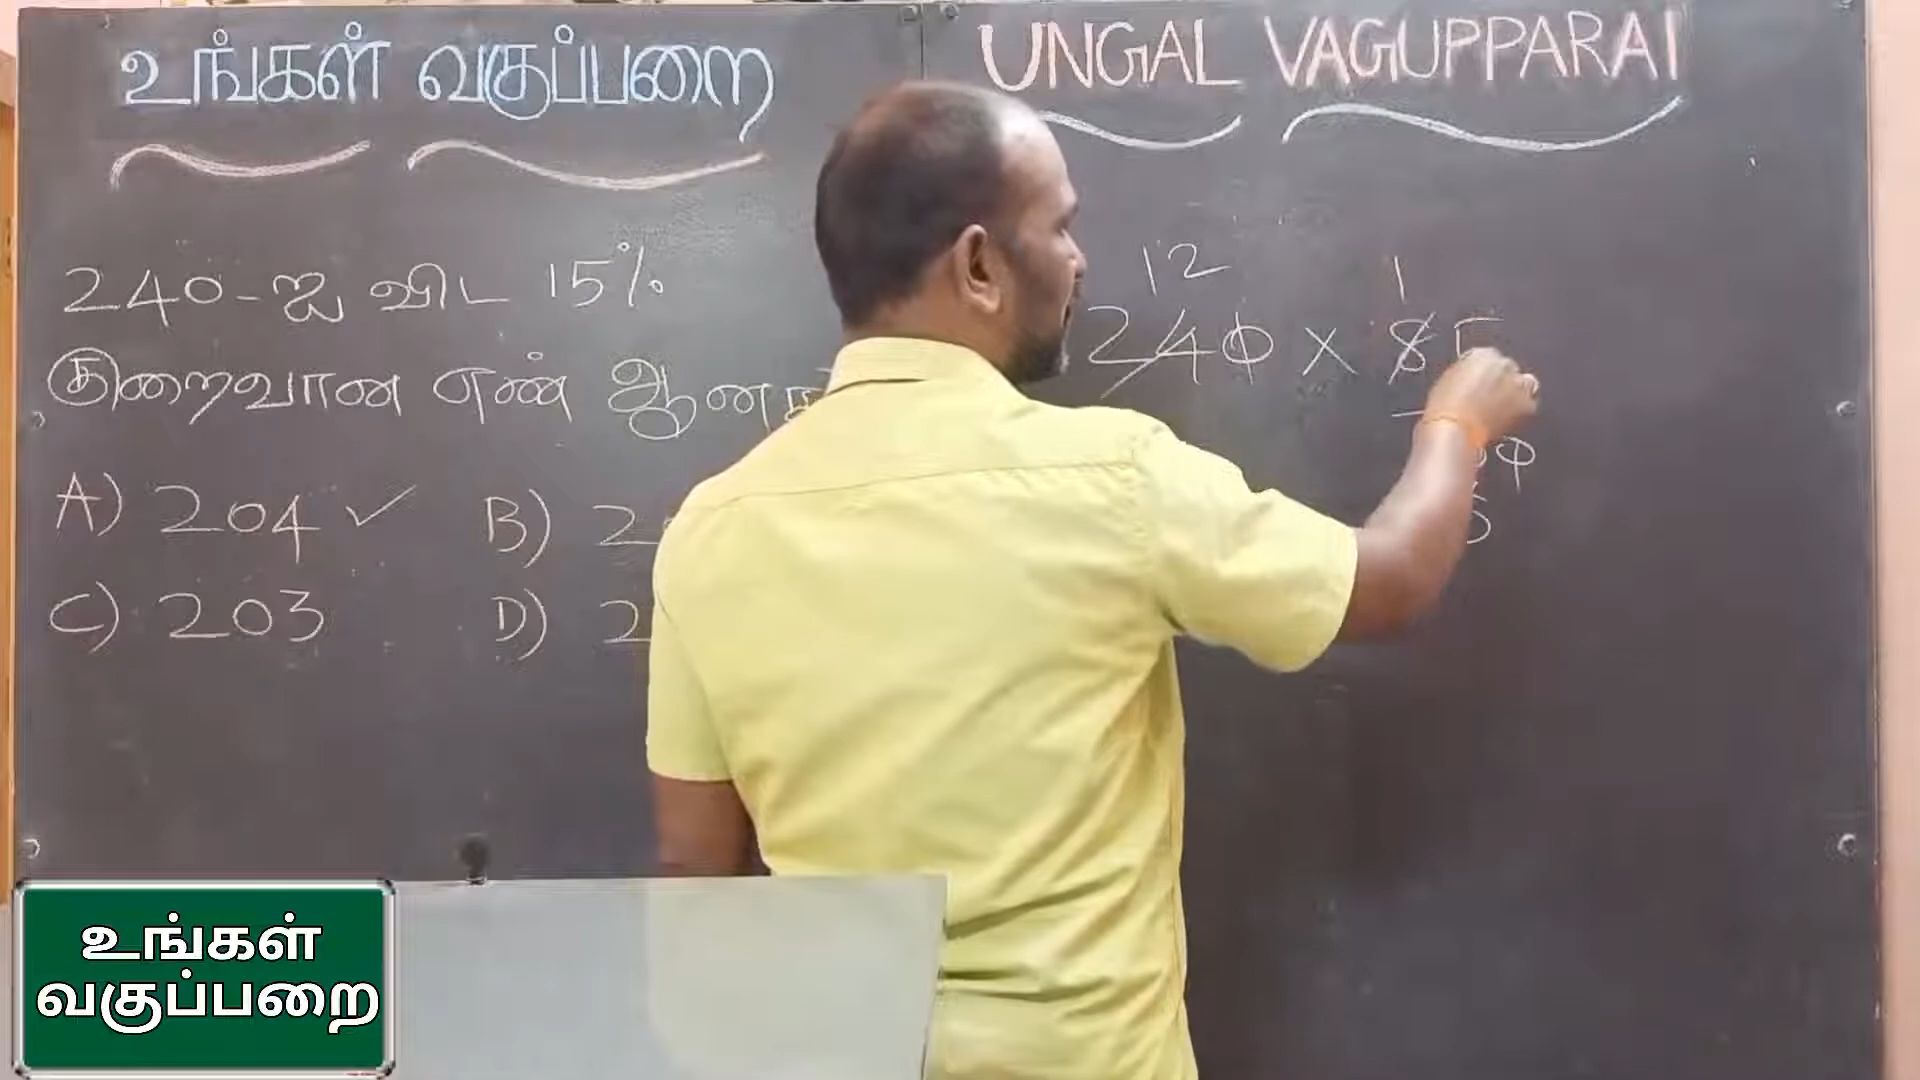 உங்கள் வகுப்பறை
UNGAL VAGUPPARAI
240-ஐ விட 15%
குறைவான எண் ஆனது
A) 204 ✓ B)
C) 203 D)
12 1
240 x 85
உங்கள்
வகுப்பறை